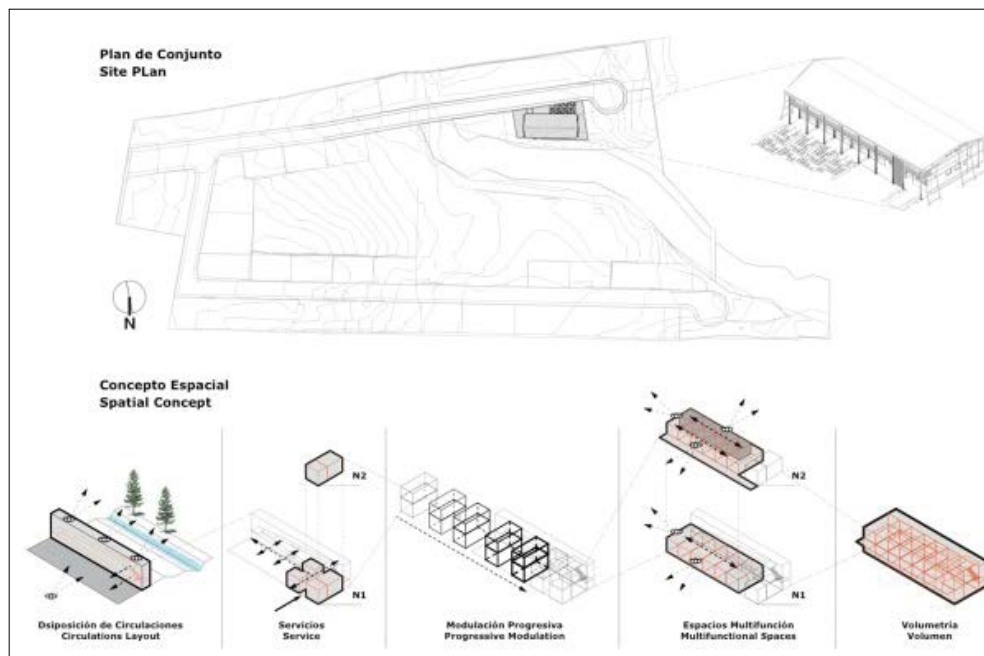 Plan de Conjunto
Site PLan
N
Concepto Espacial
Spatial Concept
N2
N1
N2
N1
Dsiposición de Circulaciones
Circulations Layout
Servicios
Service
Modulación Progresiva
Progressive Modulation
Espacios Multifunción
Multifunctional Spaces
Volumetría
Volumen